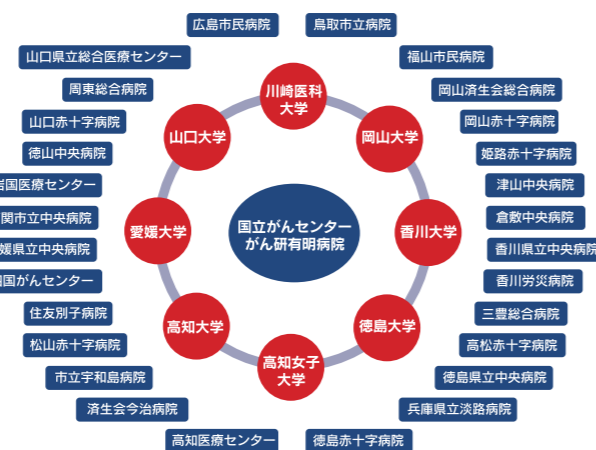 広島市民病院
鳥取市立病院
山口県立総合医療センター
福山市民病院
周東総合病院
岡山済生会総合病院
山口赤十字病院
岡山赤十字病院
徳山中央病院
姫路赤十字病院
岩国医療センター
津山中央病院
関市立中央病院
倉敷中央病院
媛県立中央病院
香川県立中央病院
国がんセンター
香川労災病院
住友別子病院
三豊総合病院
松山赤十字病院
高松赤十字病院
市立宇和島病院
徳島県立中央病院
済生会今治病院
兵庫県立淡路病院
高知医療センター
徳島赤十字病院
川崎医科
大学
山口大学
岡山大学
愛媛大学
香川大学
高知大学
徳島大学
高知女子
大学
国立がんセンター
がん研有明病院